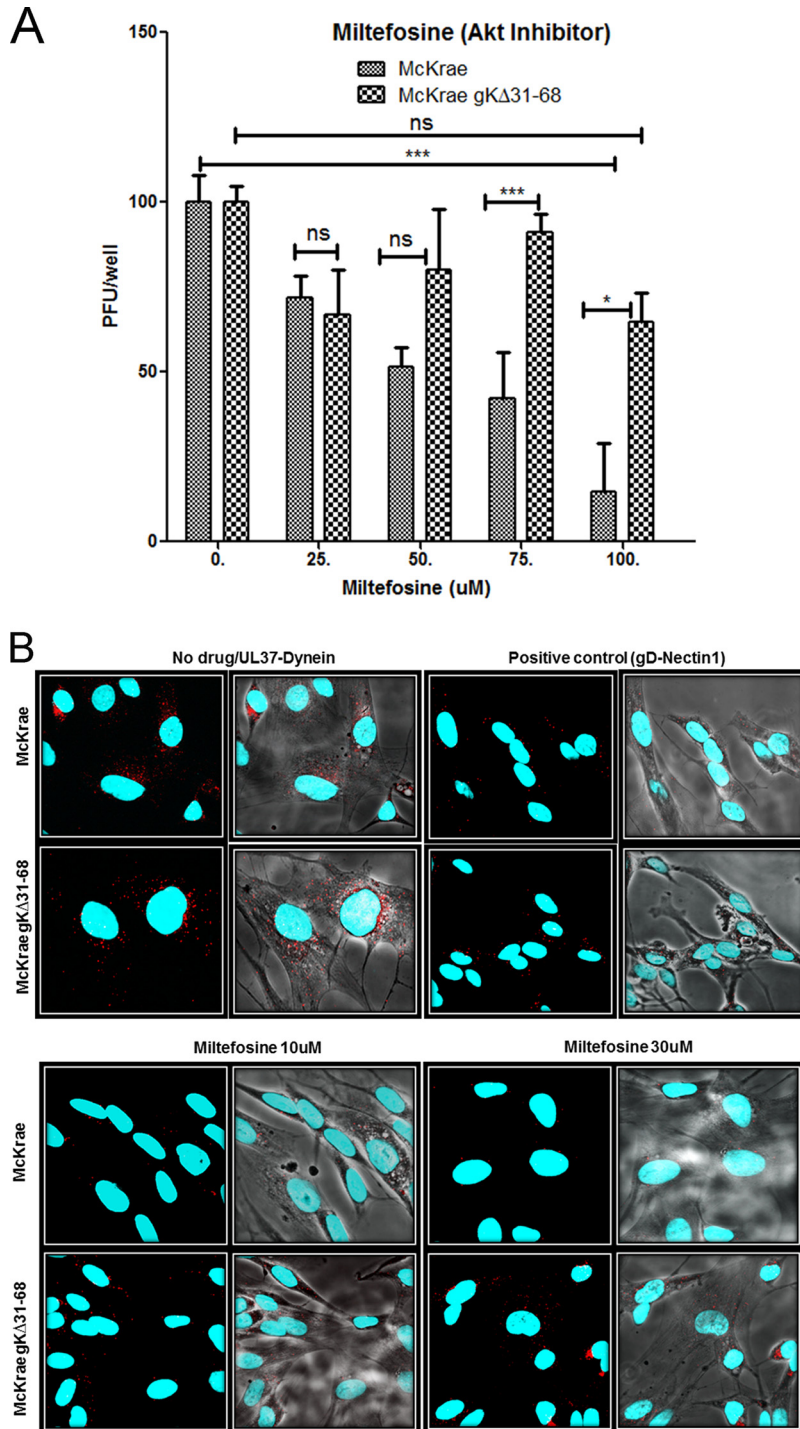 A
Miltefosine (Akt Inhibitor)
McKrae
McKrae gKΔ31-68
ns
***
ns
ns
***
*
150
100
50
0
PFU/well
0.
25.
50.
75.
100.
Miltefosine (uM)
B
No drug/UL37-Dynein
Positive control (gD-Nectin1)
McKrae
McKrae gKΔ31-68
Miltefosine 10uM
Miltefosine 30uM
McKrae
McKrae gKΔ31-68